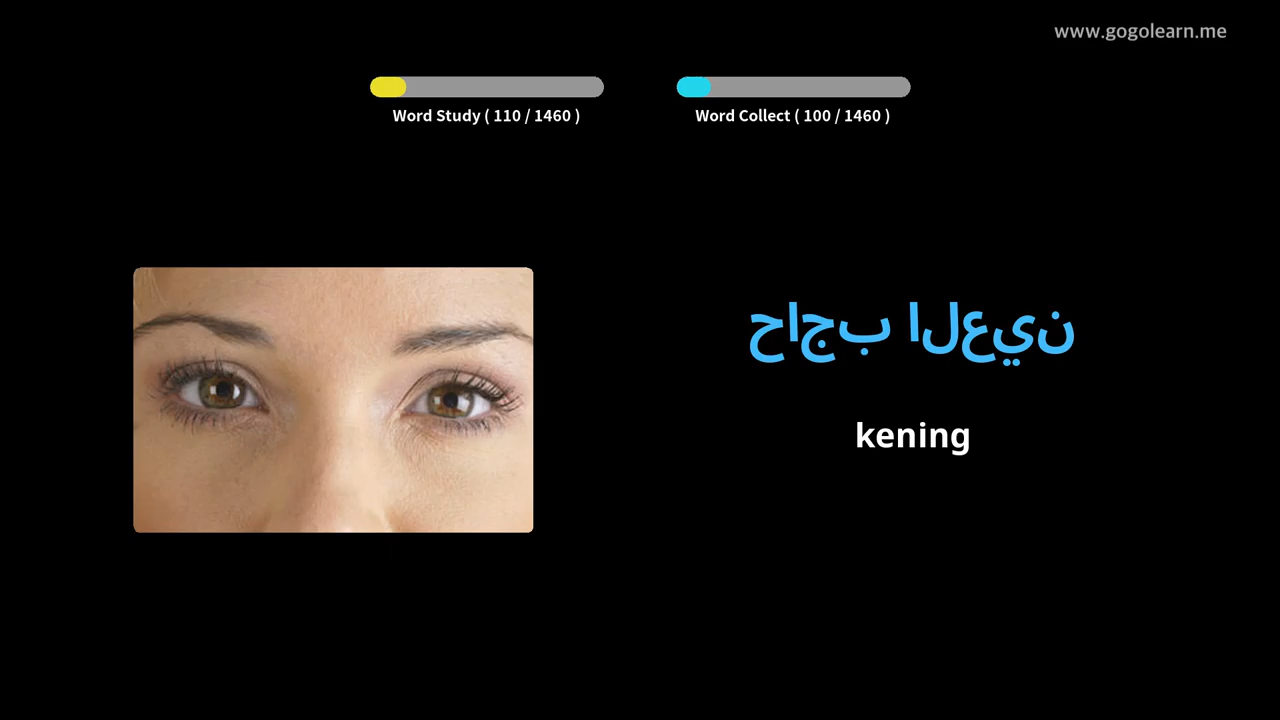 www.gogolearn.me
Word Study ( 110 / 1460 )
Word Collect ( 100 / 1460 )
حاجب العين
kening